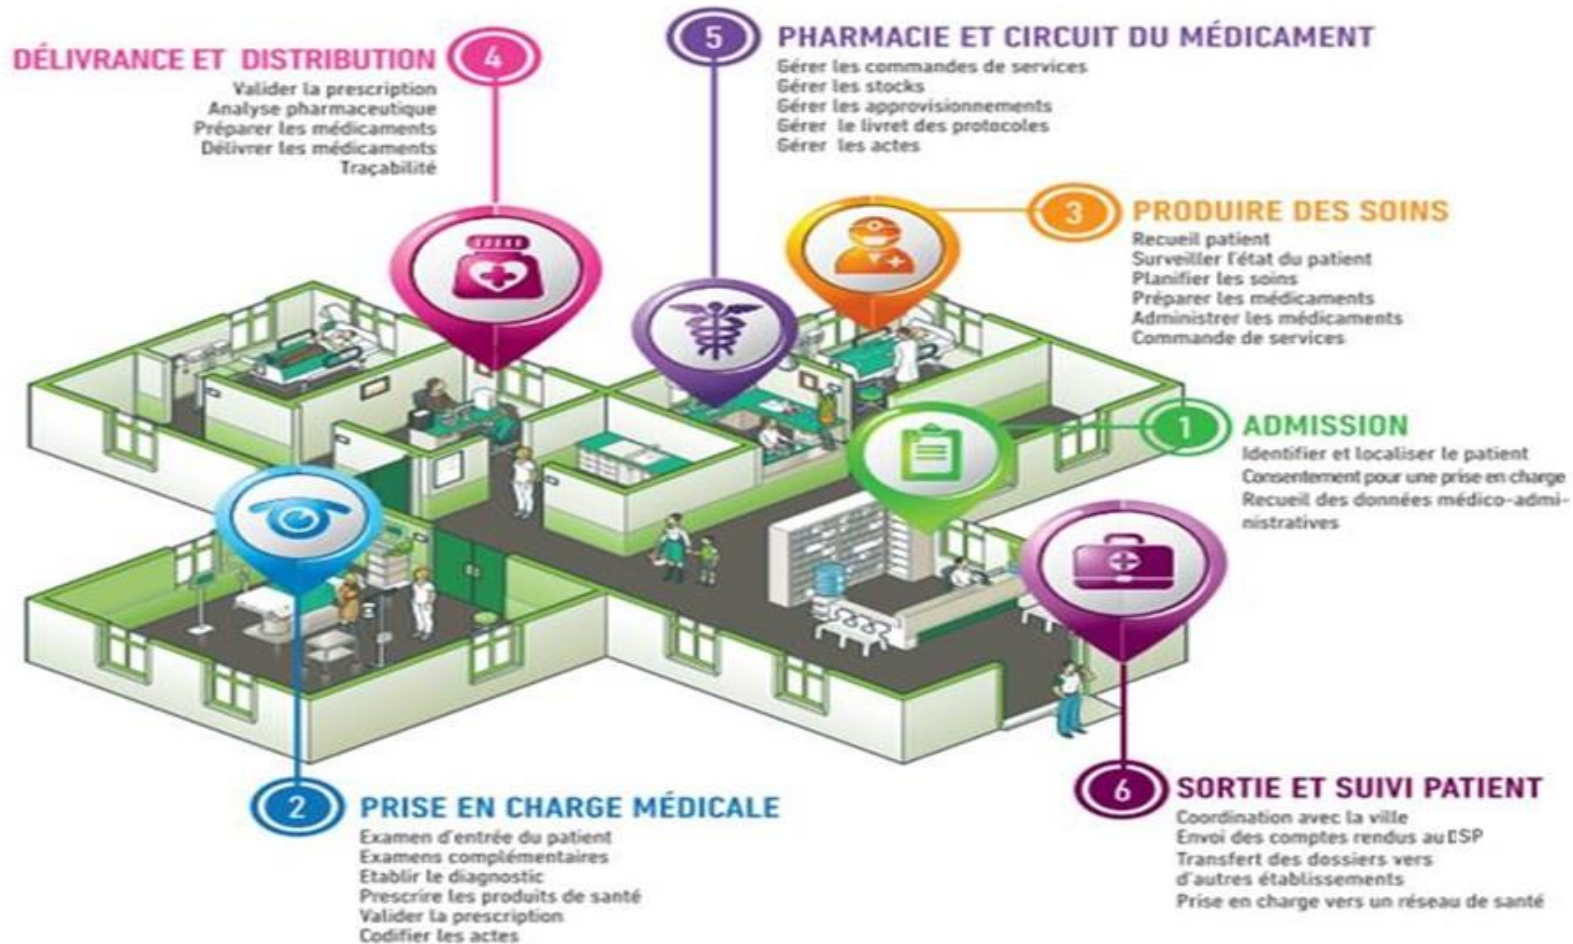 4
DÉLIVRANCE ET DISTRIBUTION
Valider la prescription
Analyse pharmaceutique
Préparer les médicaments
Délivrer les médicaments
Traçabilité
5
PHARMACIE ET CIRCUIT DU MÉDICAMENT
Gérer les commandes de services
Gérer les stocks
Gérer les approvisionnements
Gérer le livret des protocoles
Gérer les actes
3
PRODUIRE DES SOINS
Recueil patient
Surveiller l'état du patient
Planifier les soins
Préparer les médicaments
Administrer les médicaments
Commande de services
1
ADMISSION
Identifier et localiser le patient
Consentement pour une prise en charge
Recueil des données médico-admi-
nistratives
2
PRISE EN CHARGE MÉDICALE
Examen d'entrée du patient
Examens complémentaires
Etablir le diagnostic
Prescrire les produits de santé
Valider la prescription
Codifier les actes
6
SORTIE ET SUIVI PATIENT
Coordination avec la ville
Envoi des comptes rendus au
Transfert des dossiers vers
d'autres établissements
Prise en charge vers un réseau de santé